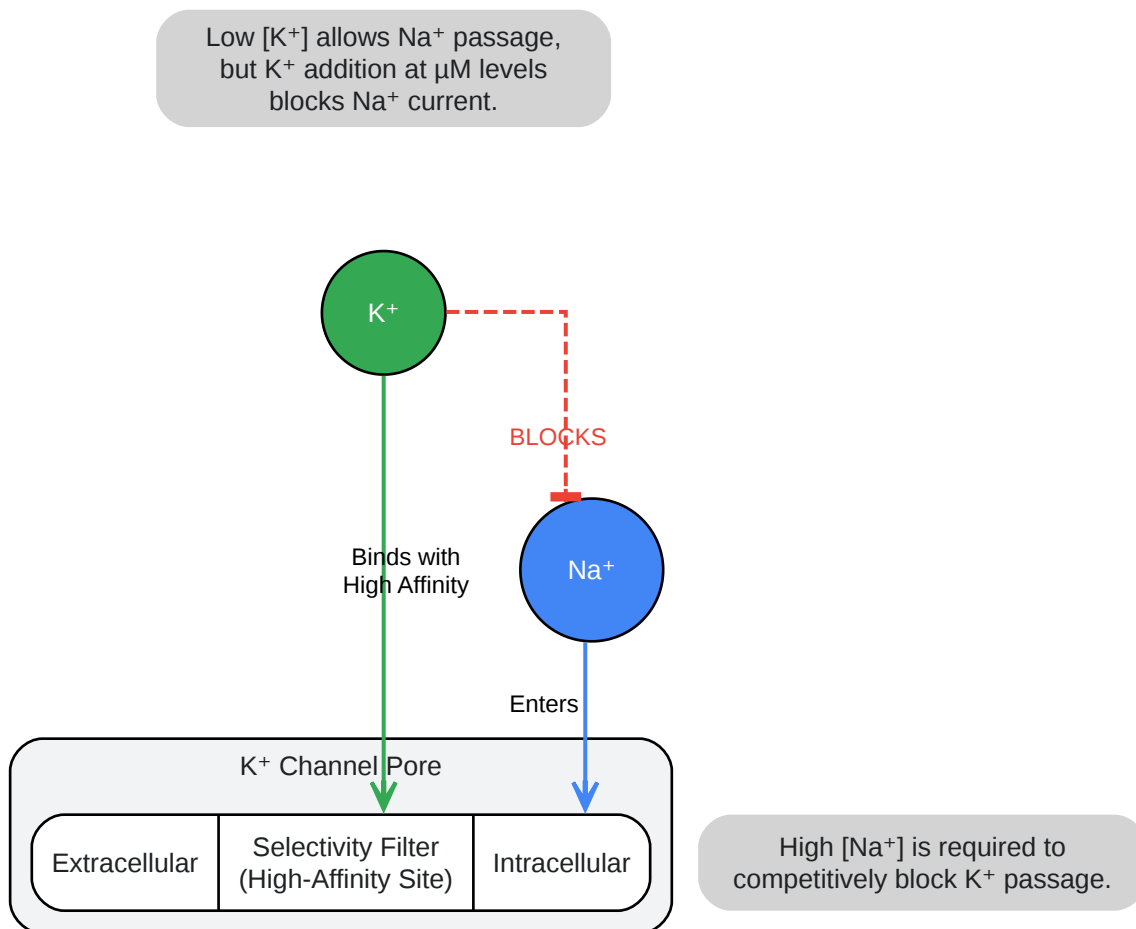 Low [K⁺] allows Na⁺ passage,
but K⁺ addition at µM levels
blocks Na⁺ current.
K⁺
BLOCKS
Binds with
High Affinity
Na⁺
Enters
K⁺ Channel Pore
Extracellular
Selectivity Filter
(High-Affinity Site)
Intracellular
High [Na⁺] is required to
competitively block K⁺ passage.